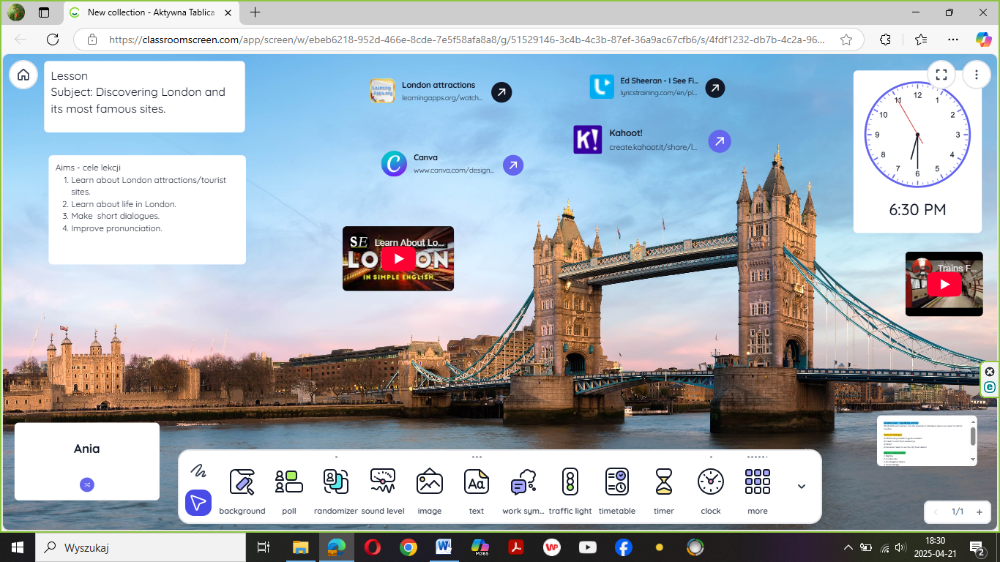 New collection - Aktywna Tablica
https://classroomscreen.com/app/screen/w/ebeb6218-952d-466e-8cde-7e5f58afa8a8/g/51529146-3c4b-4c3b-87ef-36a9ac67cfb6/s/4fdf1232-db7b-4c2a-96...
Lesson
Subject: Discovering London and
its most famous sites.
Aims - cele lekcji
1. Learn about London attractions/tourist
sites.
2. Learn about life in London.
3. Make short dialogues.
4. Improve pronunciation.
London attractions
learningapps.org/watch...
Ed Sheeran - I See Fi...
lyricstraining.com/en/pl...
Kahoot!
create.kahoot.it/share/l...
Canva
www.canva.com/design...
SE Learn About Lo...
LONDON
IN SIMPLE ENGLISH
12
1
2
3
4
5
6
7
8
9
10
11
6:30 PM
Trains F...
Ania
background
poll
randomizer
sound level
image
text
work sym...
traffic light
timetable
timer
clock
more
1/1
Wyszukaj
M365
18:30
2025-04-21
2